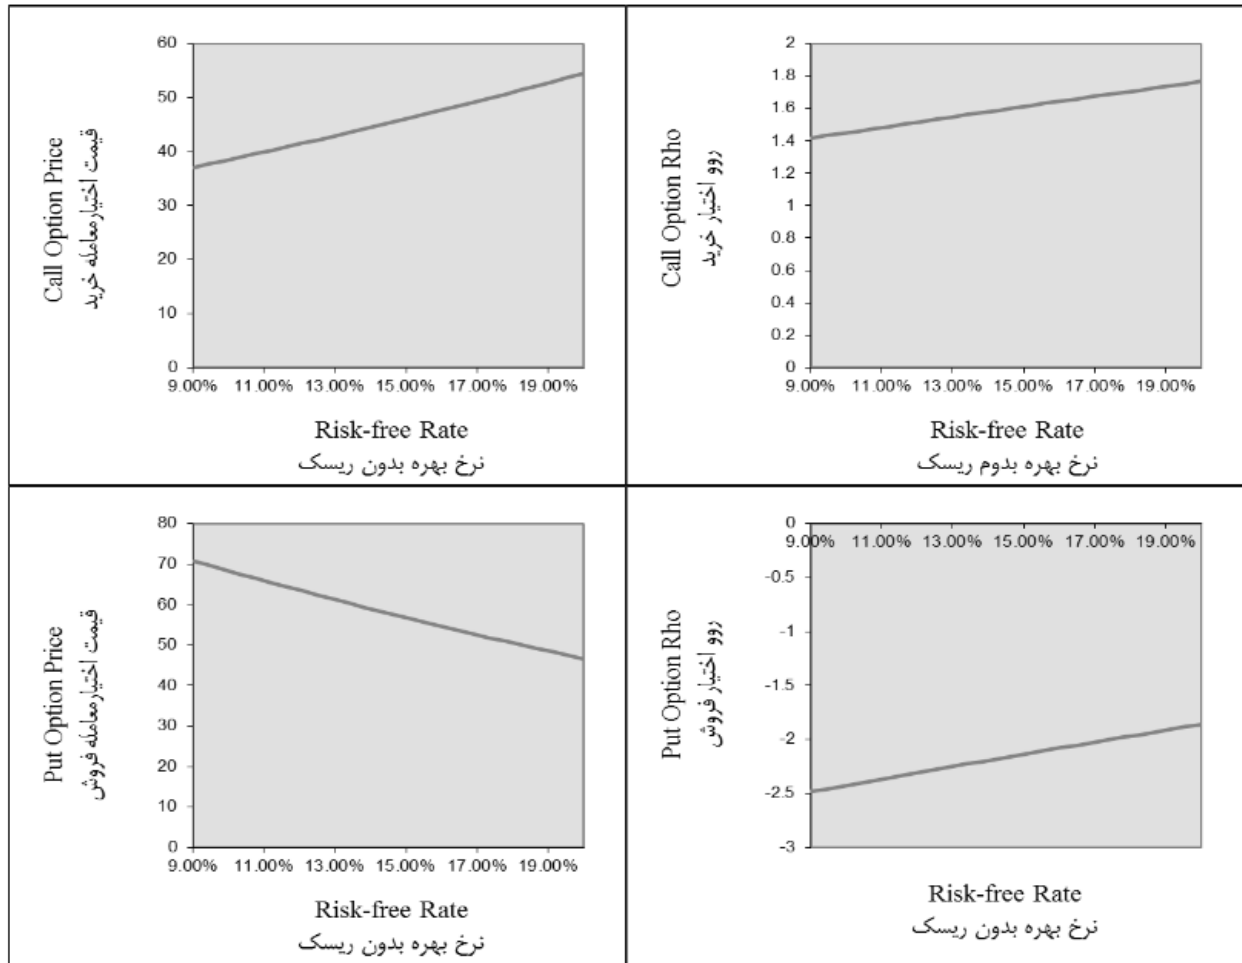 60
50
40
30
20
10
0
9.00% 11.00% 13.00% 15.00% 17.00% 19.00%
Call Option Price
قیمت اختیارمعامله خرید
Risk-free Rate
نرخ بهره بدون ریسک
2
1.8
1.6
1.4
1.2
1
0.8
0.6
0.4
0.2
0
9.00% 11.00% 13.00% 15.00% 17.00% 19.00%
Call Option Rho
روو اختیار خرید
Risk-free Rate
نرخ بهره بدوم ریسک
80
70
60
50
40
30
20
10
0
9.00% 11.00% 13.00% 15.00% 17.00% 19.00%
Put Option Price
قیمت اختیارمعامله فروش
Risk-free Rate
نرخ بهره بدون ریسک
0
9.00% 11.00% 13.00% 15.00% 17.00% 19.00%
-0.5
-1
-1.5
-2
-2.5
-3
Put Option Rho
روو اختیار فروش
Risk-free Rate
نرخ بهره بدون ریسک